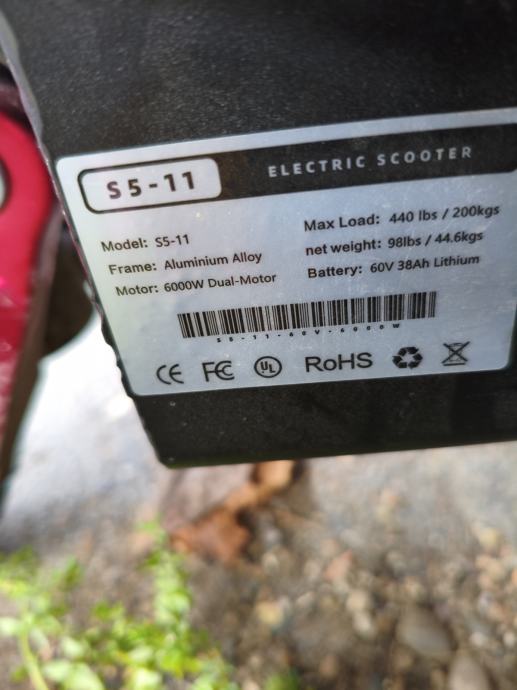 S5-11
ELECTRIC SCOOTER
Model: S5-11
Frame: Aluminium Alloy
Motor: 6000W Dual-Motor
Max Load: 440 lbs / 200kgs
net weight: 98lbs / 44.6kgs
Battery: 60V 38Ah Lithium
S5-11-60V-6000W
CE FC UL RoHS